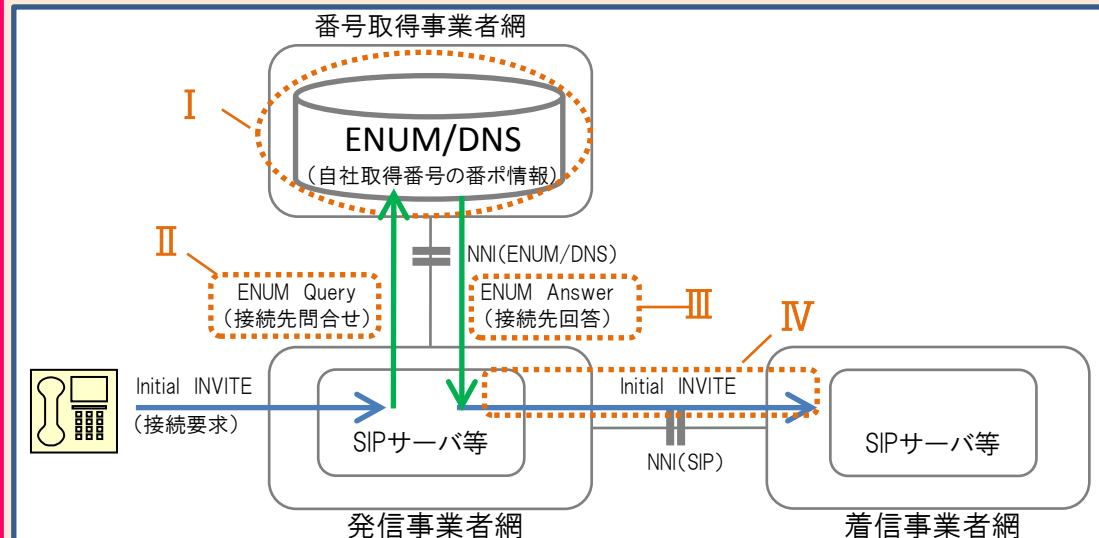 番号取得事業者網
Ⅰ
ENUM/DNS
(自社取得番号の番ポ情報)
Ⅱ
NNI(ENUM/DNS)
ENUM Query
(接続先問合せ)
ENUM Answer
(接続先回答)
Ⅲ
Ⅳ
Initial INVITE
(接続要求)
Initial INVITE
SIPサーバ等
NNI(SIP)
SIPサーバ等
発信事業者網
着信事業者網